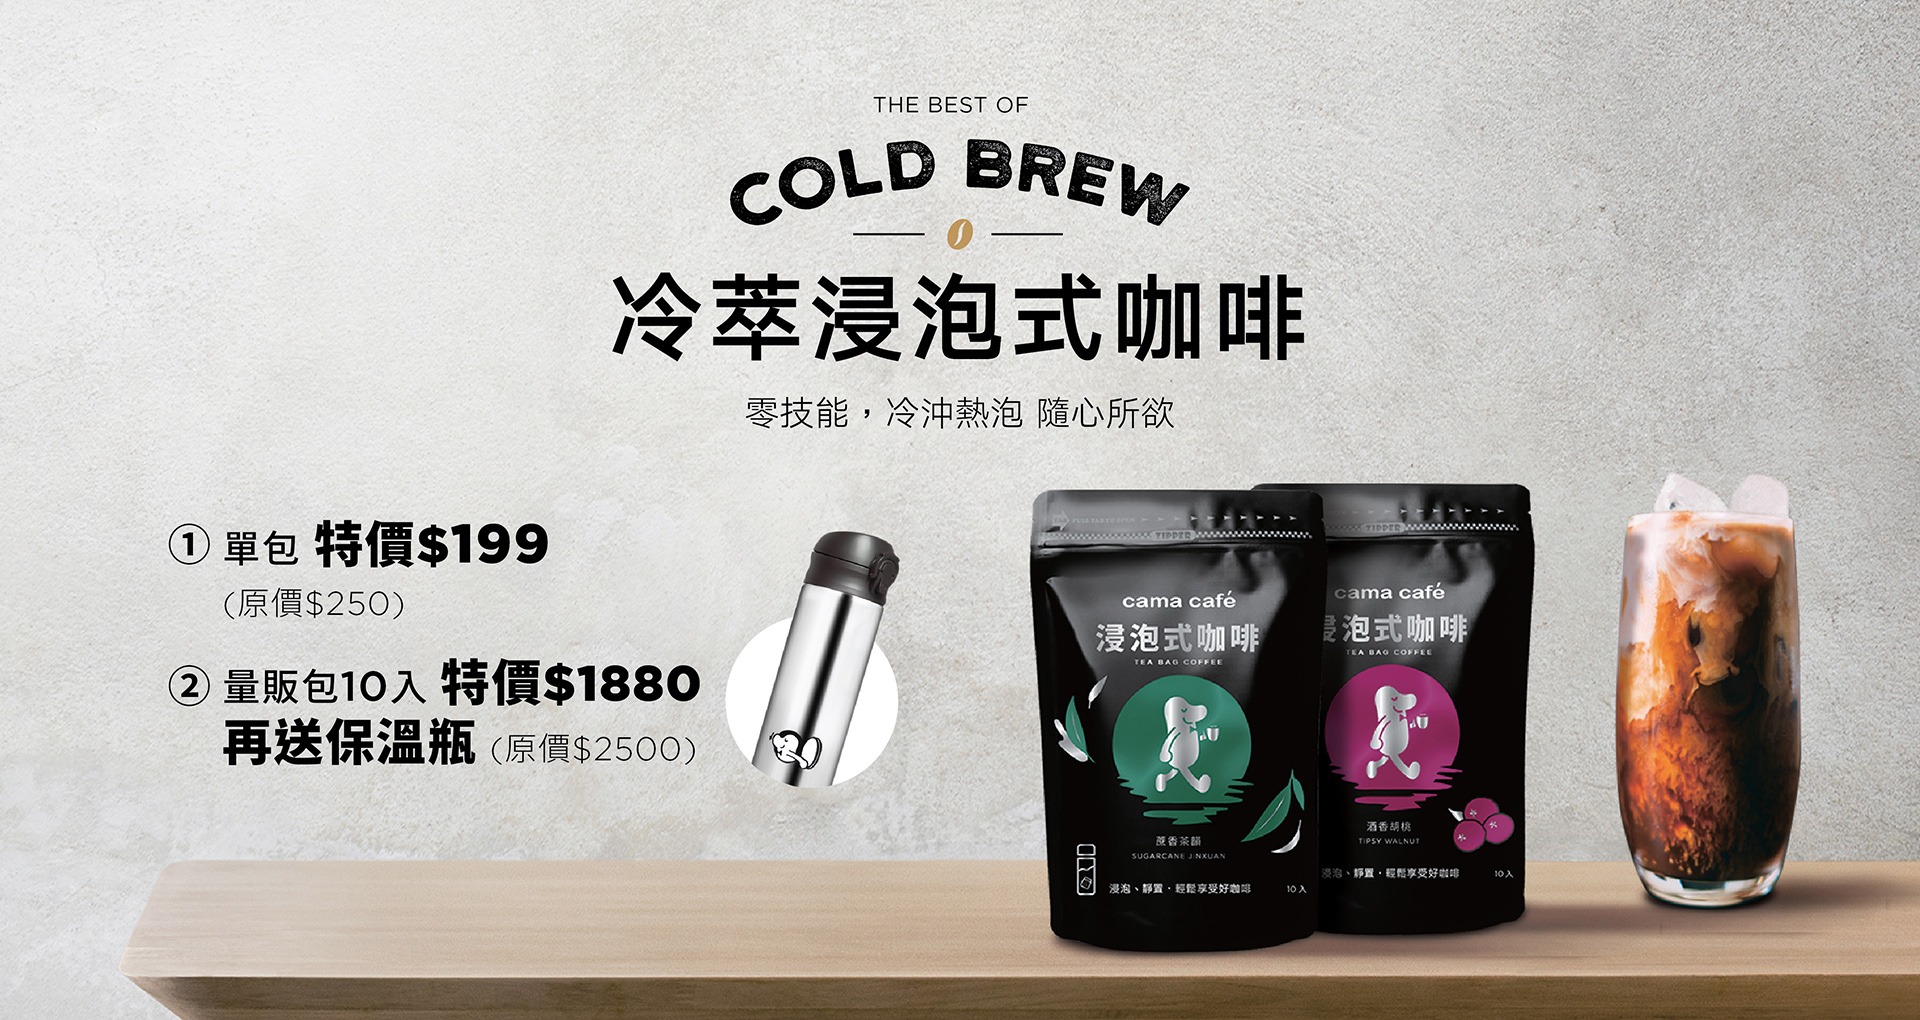 THE BEST OF
COLD BREW
冷萃浸泡式咖啡
零技能，冷沖熱泡 隨心所欲
① 單包 特價$199
(原價$250)
② 量販包10入 特價$1880
再送保溫瓶 (原價$2500)
ZIPPER
cama café
浸泡式咖啡
TEA BAG COFFEE
蔗香茶韻
SUGARCANE JINXUAN
浸泡、靜置・輕鬆享受好咖啡
10入
ZIPPER
cama café
浸泡式咖啡
TEA BAG COFFEE
酒香胡桃
TIPSY WALNUT
浸泡、靜置・輕鬆享受好咖啡
10入